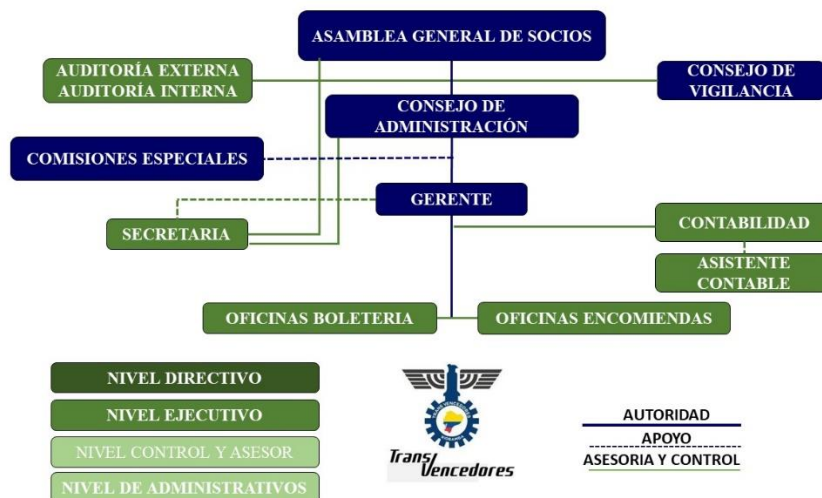 ASAMBLEA GENERAL DE SOCIOS
AUDITORÍA EXTERNA
AUDITORÍA INTERNA
CONSEJO DE
VIGILANCIA
CONSEJO DE
ADMINISTRACIÓN
COMISIONES ESPECIALES
GERENTE
SECRETARIA
CONTABILIDAD
ASISTENTE
CONTABLE
OFICINAS BOLETERIA
OFICINAS ENCOMIENDAS
NIVEL DIRECTIVO
NIVEL EJECUTIVO
NIVEL CONTROL Y ASESOR
NIVEL DE ADMINISTRATIVOS
Trans
Vencedores
AUTORIDAD
APOYO
ASESORIA Y CONTROL